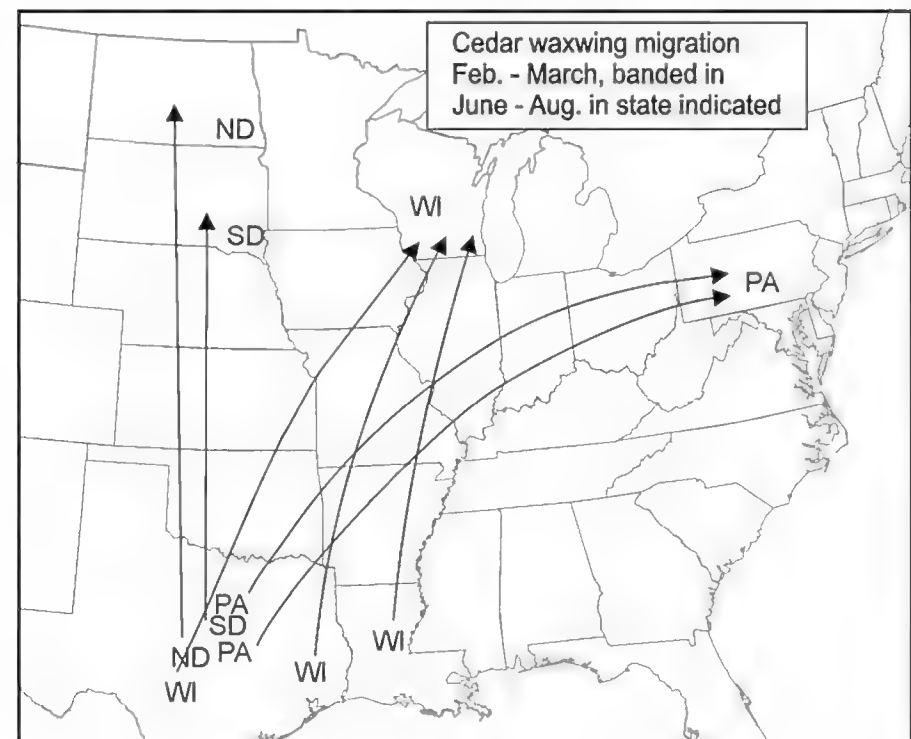 Cedar waxwing migration
Feb. - March, banded in
June - Aug. in state indicated
ND
WI
SD
PA
PA
SD
ND
PA
WI
WI
WI